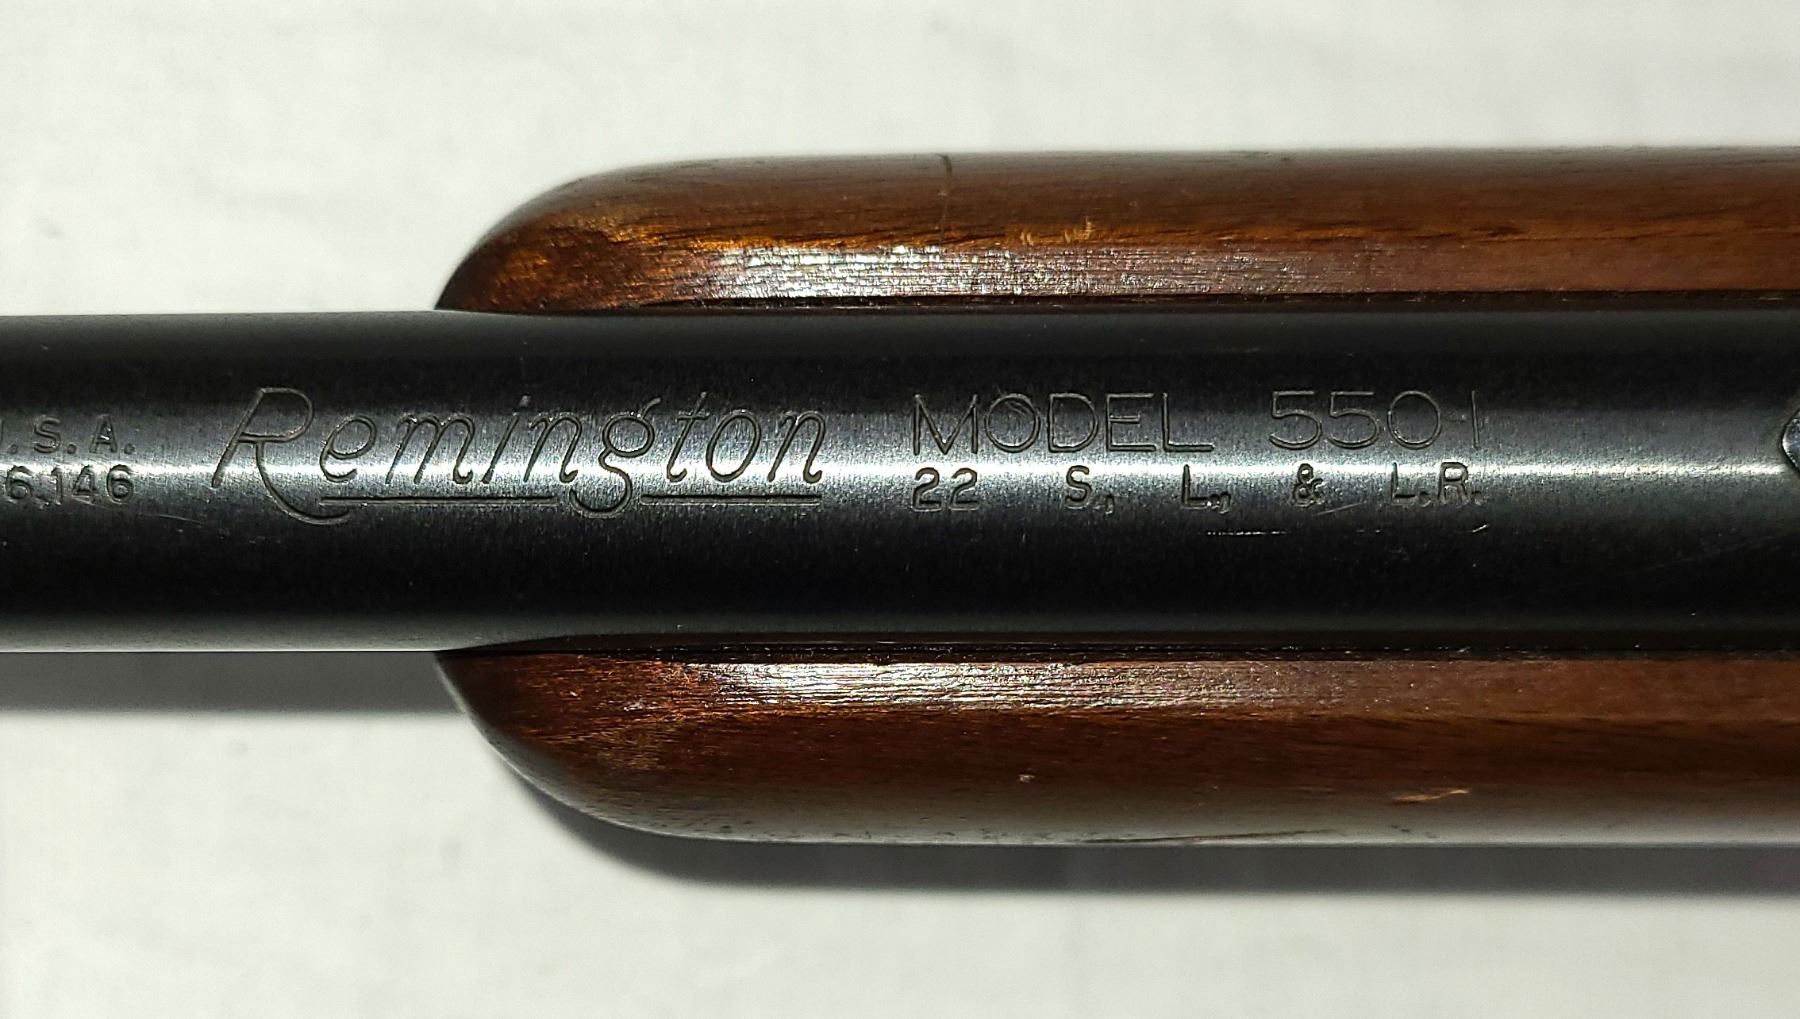 U.S.A.
6,146
Remington
MODEL 550-1
22 S., L., & L.R.